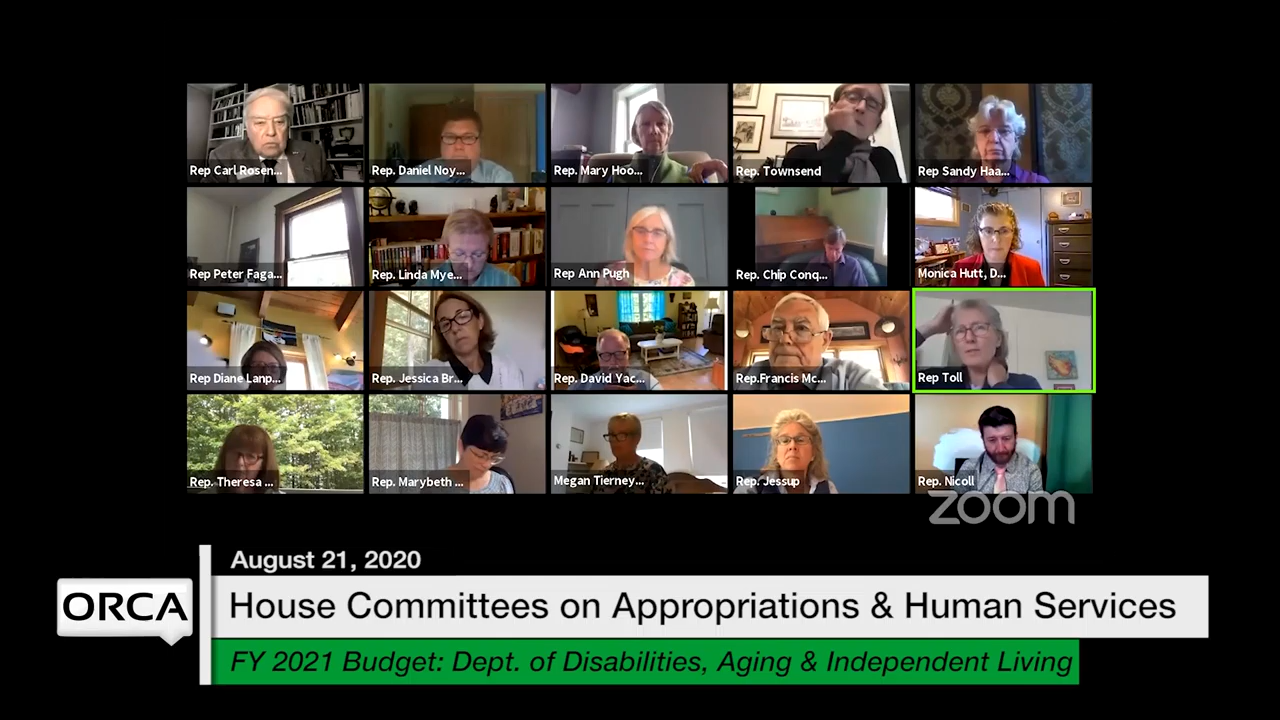 Rep Carl Rosen...
Rep. Daniel Noy...
Rep. Mary Hoo...
Rep. Townsend
Rep Sandy Haa...
Rep Peter Faga...
Rep. Linda Mye...
Rep Ann Pugh
Rep. Chip Conq...
Monica Hutt, D...
Rep Diane Lanp...
Rep. Jessica Br...
Rep. David Yac...
Rep.Francis Mc...
Rep Toll
Rep. Theresa ...
Rep. Marybeth ...
Megan Tierney...
Rep. Jessup
Rep. Nicoll
zoom
August 21, 2020
ORCA
House Committees on Appropriations & Human Services
FY 2021 Budget: Dept. of Disabilities, Aging & Independent Living